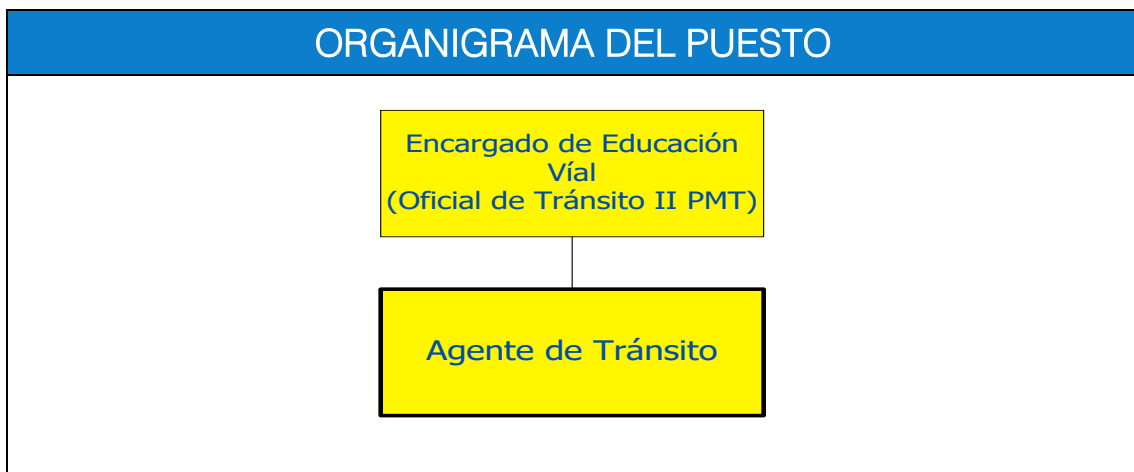 ORGANIGRAMA DEL PUESTO
Encargado de Educación
Víal
(Oficial de Tránsito II PMT)
Agente de Tránsito